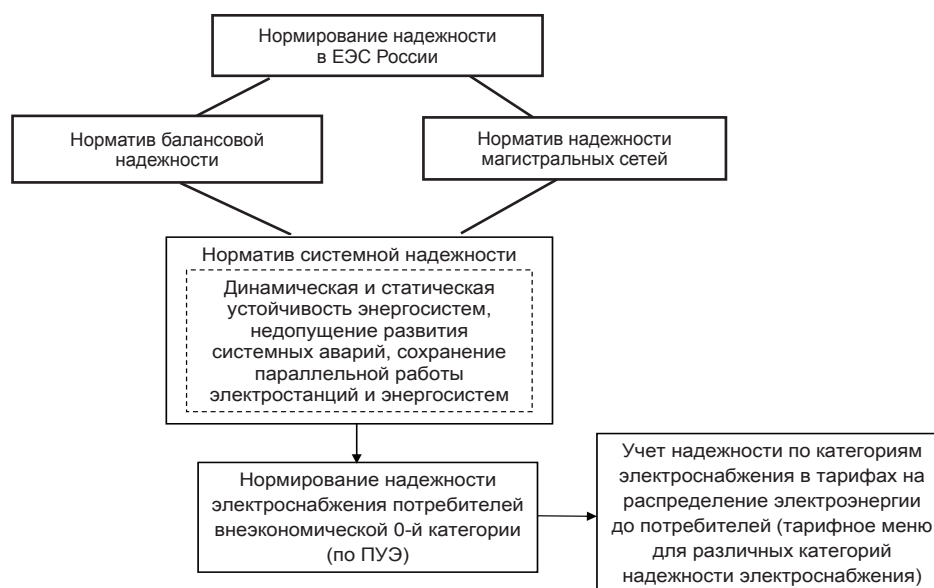 Нормирование надежности
в ЕЭС России
Норматив балансовой
надежности
Норматив надежности
магистральных сетей
Норматив системной надежности
Динамическая и статическая
устойчивость энергосистем,
недопущение развития
системных аварий, сохранение
параллельной работы
электростанций и энергосистем
Нормирование надежности
электроснабжения потребителей
внеэкономической 0-й категории
(по ПУЭ)
Учет надежности по категориям
электроснабжения в тарифах на
распределение электроэнергии
до потребителей (тарифное меню
для различных категорий
надежности электроснабжения)